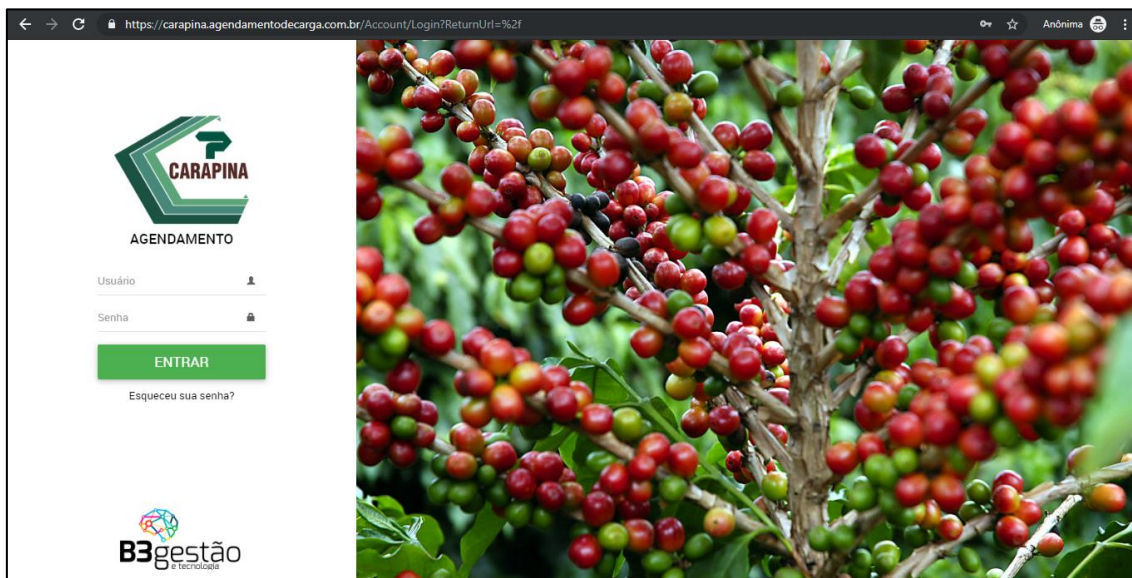 https://carapina.agendamentodecarga.com.br/Account/Login?ReturnUrl=%2f
Anônima
CARAPINA
AGENDAMENTO
Usuário
Senha
ENTRAR
Esqueceu sua senha?
B3gestão
e tecnologia